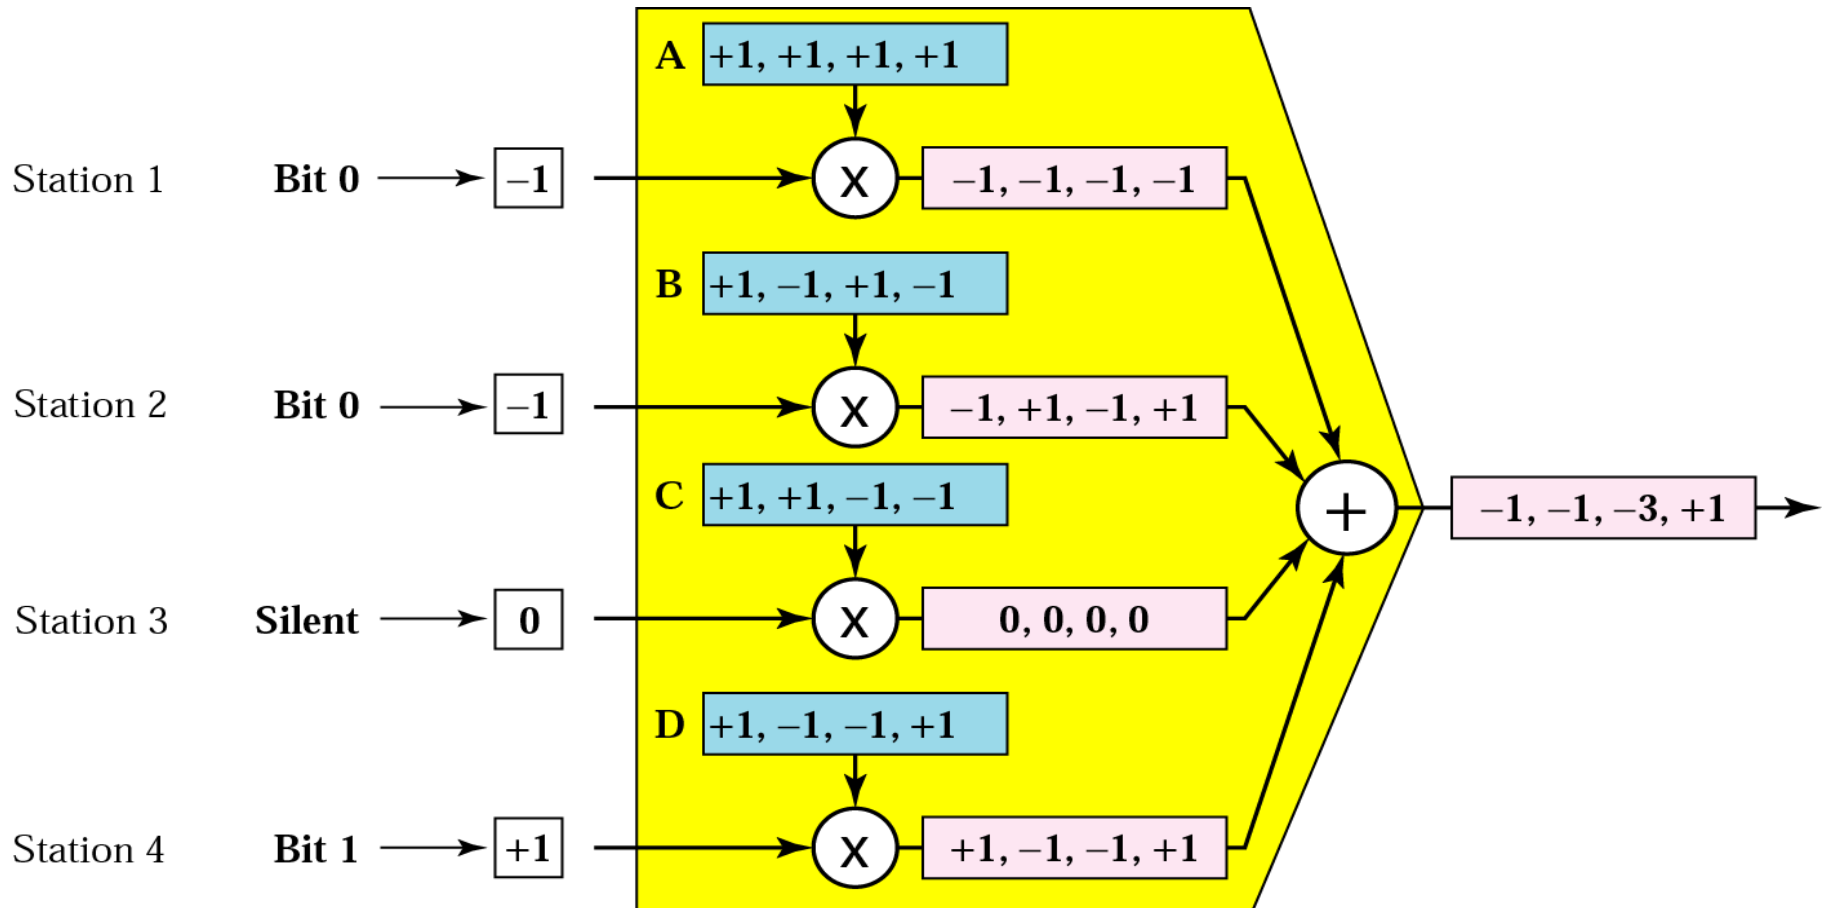 A +1, +1, +1, +1
Station 1 Bit 0 –1 X –1, –1, –1, –1
B +1, –1, +1, –1
Station 2 Bit 0 –1 X –1, +1, –1, +1
C +1, +1, –1, –1
+ –1, –1, –3, +1
Station 3 Silent 0 X 0, 0, 0, 0
D +1, –1, –1, +1
Station 4 Bit 1 +1 X +1, –1, –1, +1